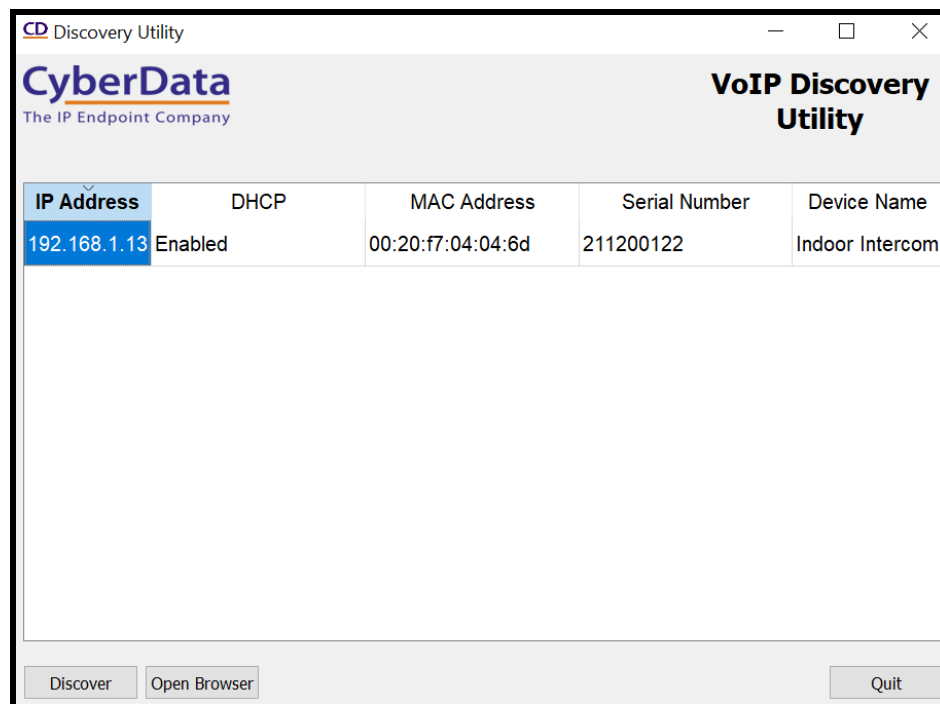 CD Discovery Utility
CyberData
The IP Endpoint Company
VoIP Discovery
Utility
IP Address DHCP MAC Address Serial Number Device Name
192.168.1.13 Enabled 00:20:f7:04:04:6d 211200122 Indoor Intercom
Discover Open Browser Quit